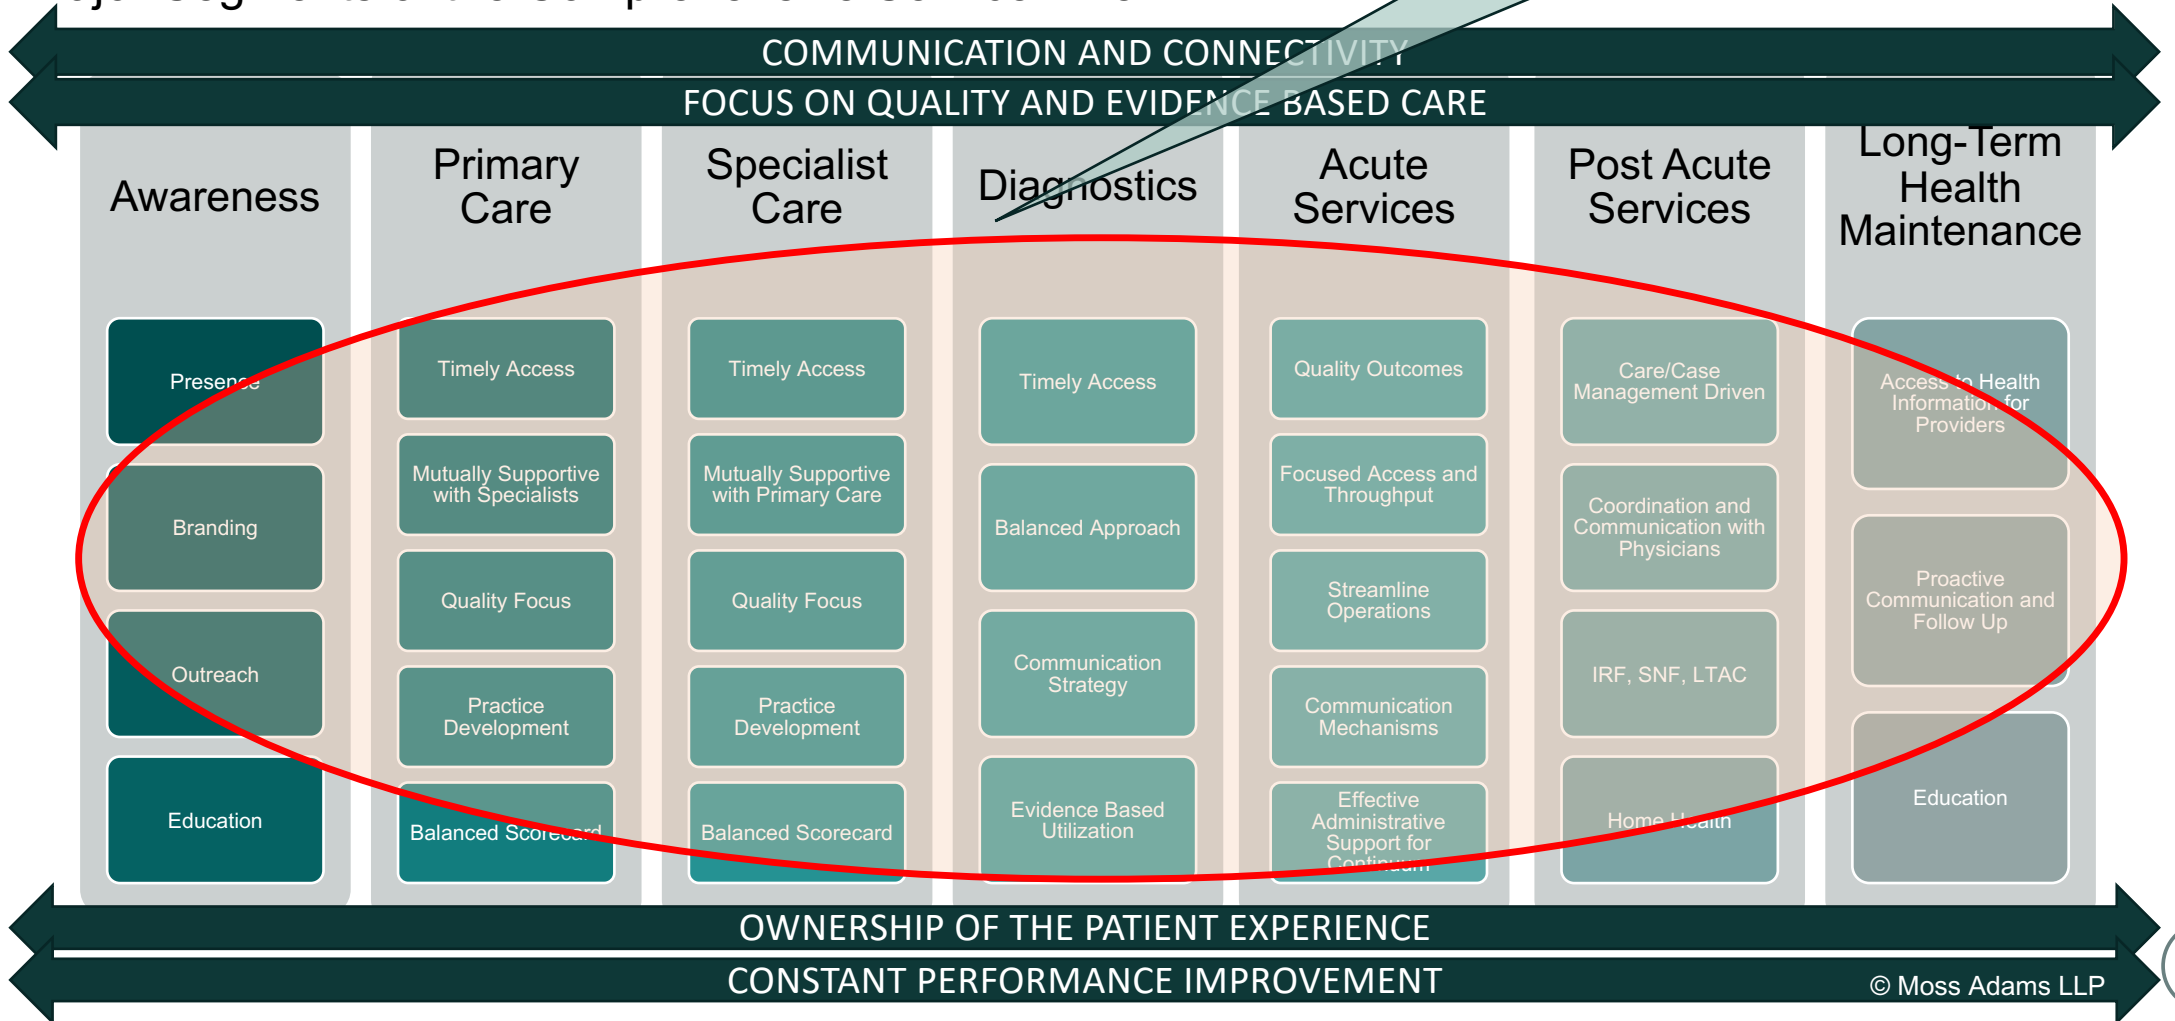 COMMUNICATION AND CONNECTIVITY
FOCUS ON QUALITY AND EVIDENCE BASED CARE
Awareness
Presence
Branding
Outreach
Education
Primary
Care
Timely Access
Mutually Supportive
with Specialists
Quality Focus
Practice
Development
Balanced Scorecard
Specialist
Care
Timely Access
Mutually Supportive
with Primary Care
Quality Focus
Practice
Development
Balanced Scorecard
Diagnostics
Timely Access
Balanced Approach
Communication
Strategy
Evidence Based
Utilization
Acute
Services
Quality Outcomes
Focused Access and
Throughput
Streamline
Operations
Communication
Mechanisms
Effective
Administrative
Support for
Continuum
Post Acute
Services
Care/Case
Management Driven
Coordination and
Communication with
Physicians
IRF, SNF, LTAC
Home Health
Long-Term
Health
Maintenance
Access to Health
Information for
Providers
Proactive
Communication and
Follow Up
Education
OWNERSHIP OF THE PATIENT EXPERIENCE
CONSTANT PERFORMANCE IMPROVEMENT
© Moss Adams LLP